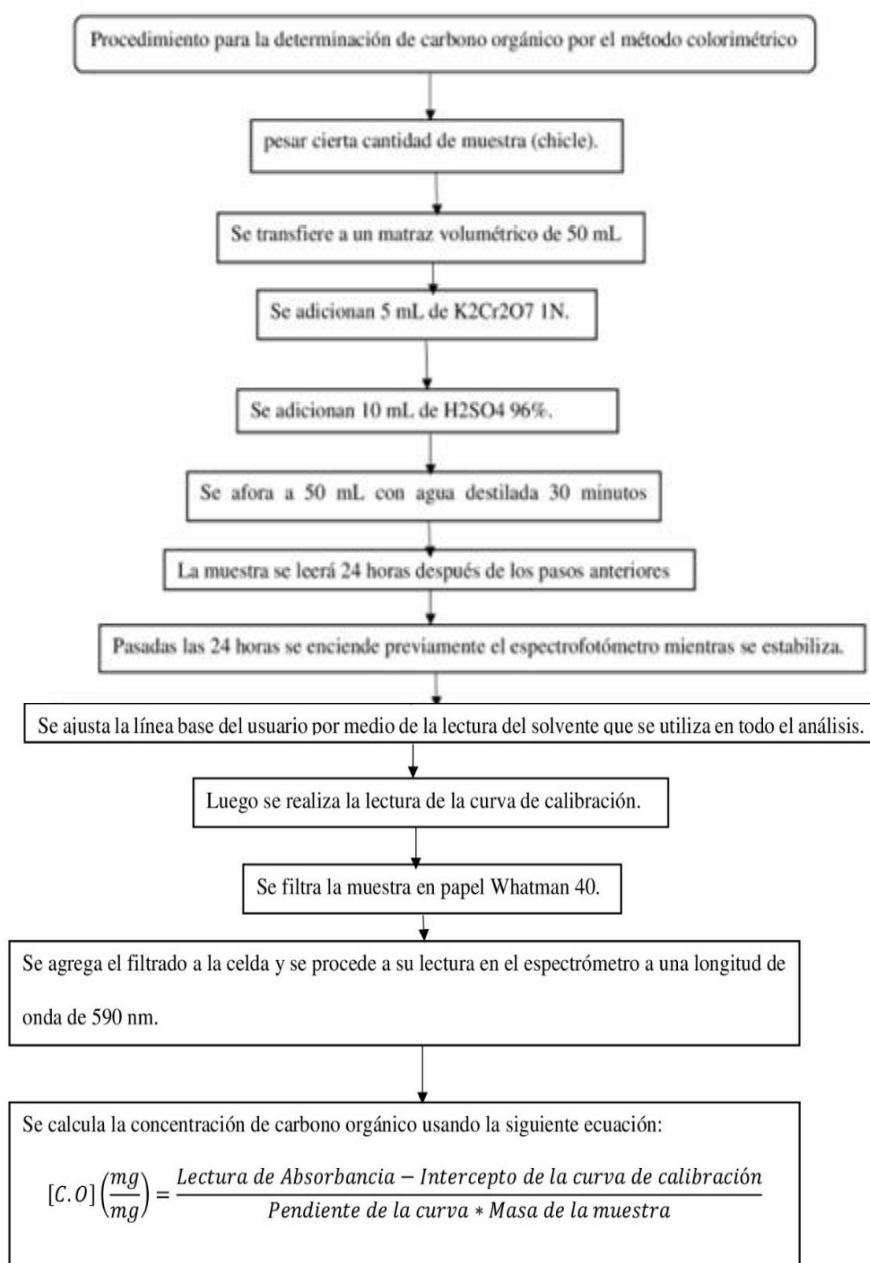 Procedimiento para la determinación de carbono orgánico por el método colorimétrico
pesar cierta cantidad de muestra (chicle).
Se transfiere a un matraz volumétrico de 50 mL
Se adicionan 5 mL de K2Cr2O7 1N.
Se adicionan 10 mL de H2SO4 96%.
Se afora a 50 mL con agua destilada 30 minutos
La muestra se leerá 24 horas después de los pasos anteriores
Pasadas las 24 horas se enciende previamente el espectrofotómetro mientras se estabiliza.
Se ajusta la línea base del usuario por medio de la lectura del solvente que se utiliza en todo el análisis.
Luego se realiza la lectura de la curva de calibración.
Se filtra la muestra en papel Whatman 40.
Se agrega el filtrado a la celda y se procede a su lectura en el espectrómetro a una longitud de
onda de 590 nm.
Se calcula la concentración de carbono orgánico usando la siguiente ecuación:
[C.O] (mg/mg) = Lectura de Absorbancia − Intercepto de la curva de calibración
Pendiente de la curva * Masa de la muestra